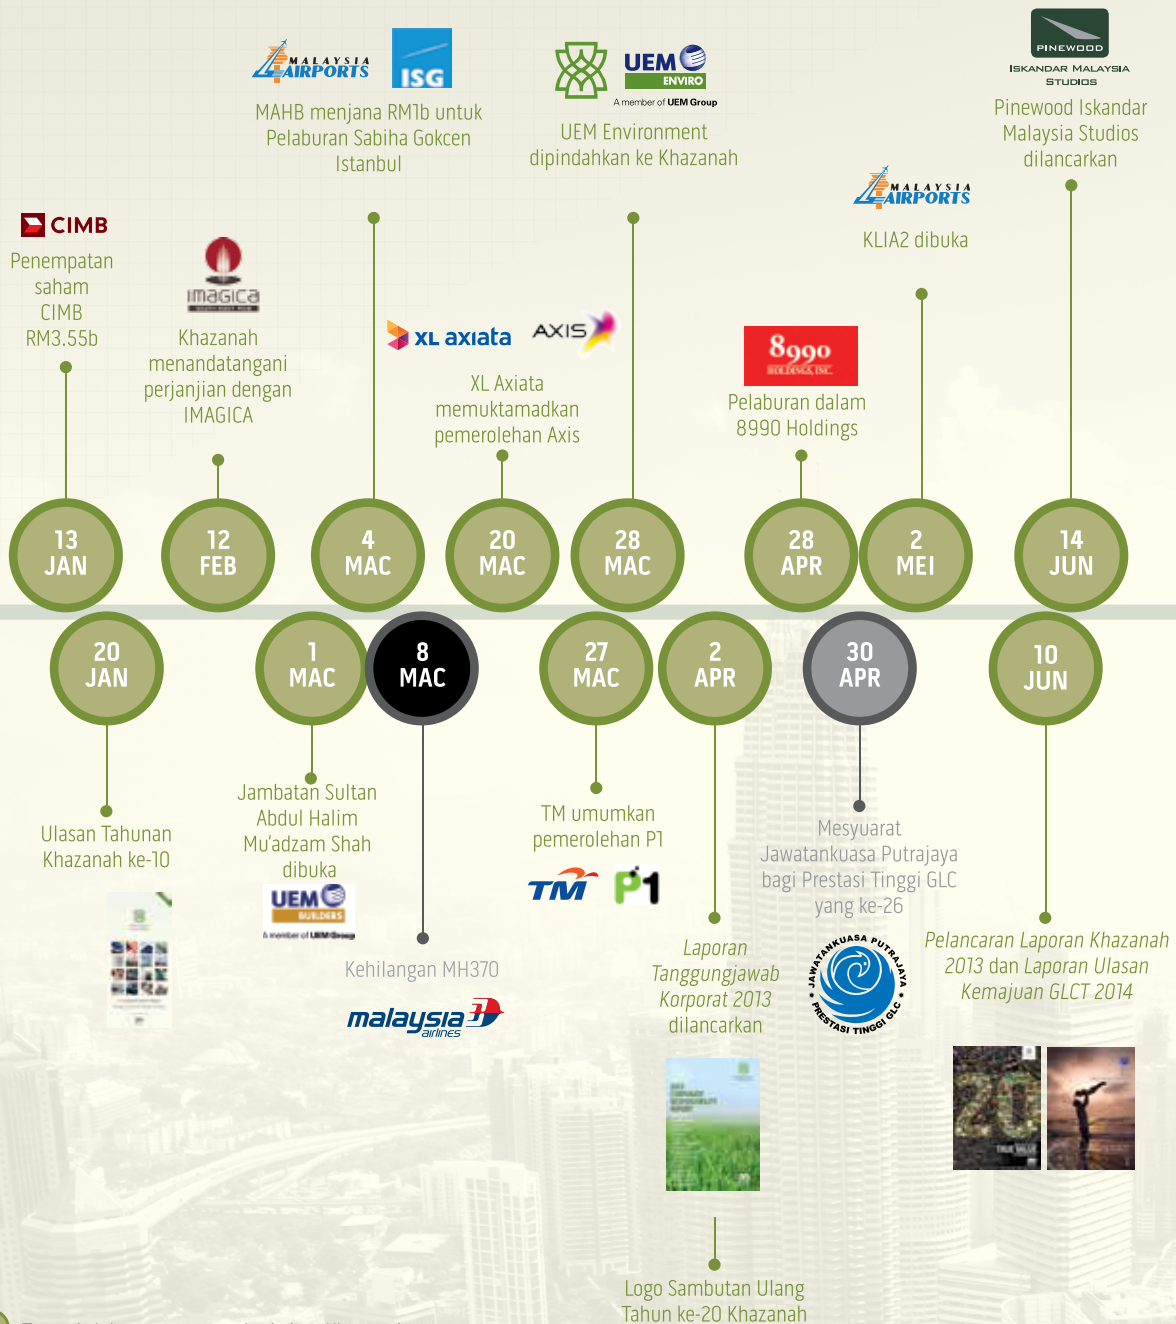 MALAYSIA
AIRPORTS
ISG
MAHB menjana RM1b untuk
Pelaburan Sabiha Gokcen
Istanbul
UEM
ENVIRO
A member of UEM Group
UEM Environment
dipindahkan ke Khazanah
PINEWOOD
ISKANDAR MALAYSIA
STUDIOS
Pinewood Iskandar
Malaysia Studios
dilancarkan
MALAYSIA
AIRPORTS
KLIA2 dibuka
CIMB
Penempatan
saham
CIMB
RM3.55b
IMAGICA
Khazanah
menandatangani
perjanjian dengan
IMAGICA
XL axiata
AXIS
XL Axiata
memuktamadkan
pemerolehan Axis
8990
HOLDINGS, INC.
Pelaburan dalam
8990 Holdings
13
JAN
12
FEB
4
MAC
20
MAC
28
MAC
28
APR
2
MEI
14
JUN
20
JAN
1
MAC
8
MAC
27
MAC
2
APR
30
APR
10
JUN
Ulasan Tahunan
Khazanah ke-10
Jambatan Sultan
Abdul Halim
Mu'adzam Shah
dibuka
UEM
BUILDERS
A member of UEM Group
Kehilangan MH370
malaysia
airlines
TM umumkan
pemerolehan P1
TM
P1
Laporan
Tanggungjawab
Korporat 2013
dilancarkan
Mesyuarat
Jawatankuasa Putrajaya
bagi Prestasi Tinggi GLC
yang ke-26
JAWATANKUASA PUTRAJAYA
PRESTASI TINGGI GLC
Pelancaran Laporan Khazanah
2013 dan Laporan Ulasan
Kemajuan GLCT 2014
20
TRUE VALUE
Logo Sambutan Ulang
Tahun ke-20 Khazanah